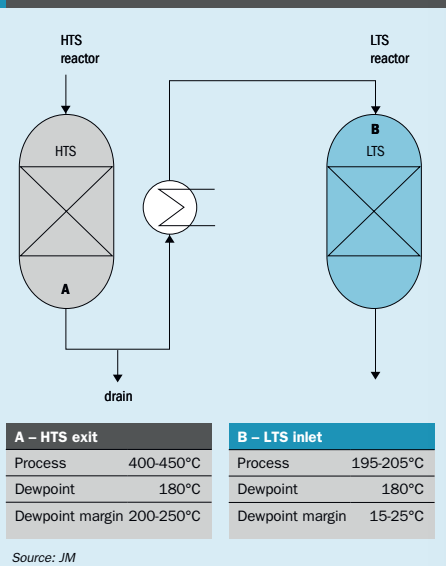 HTS
reactor
LTS
reactor
HTS
B
LTS
A
drain
A – HTS exit
Process 400-450°C
Dewpoint 180°C
Dewpoint margin 200-250°C
B – LTS inlet
Process 195-205°C
Dewpoint 180°C
Dewpoint margin 15-25°C
Source: JM